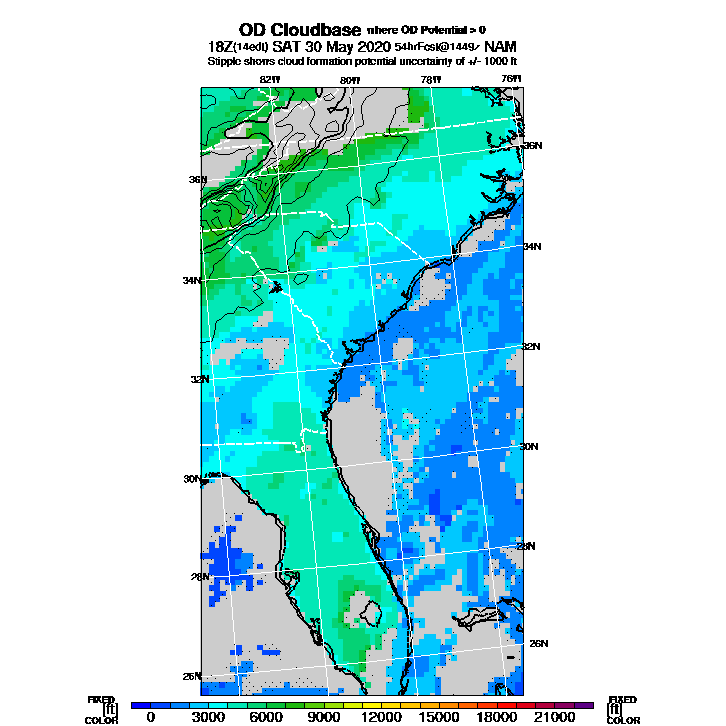 OD Cloudbase where OD Potential > 0
18Z(14edt) SAT 30 May 2020 54hrFcst@1449z NAM
Stipple shows cloud formation potential uncertainty of +/- 1000 ft
82W 80W 78W 76W
36N
36N
34N
34N
32N
32N
30N
30N
28N
28N
26N
26N
FIXED FIXED
[ft] [ft]
COLOR 0 3000 6000 9000 12000 15000 18000 21000 COLOR